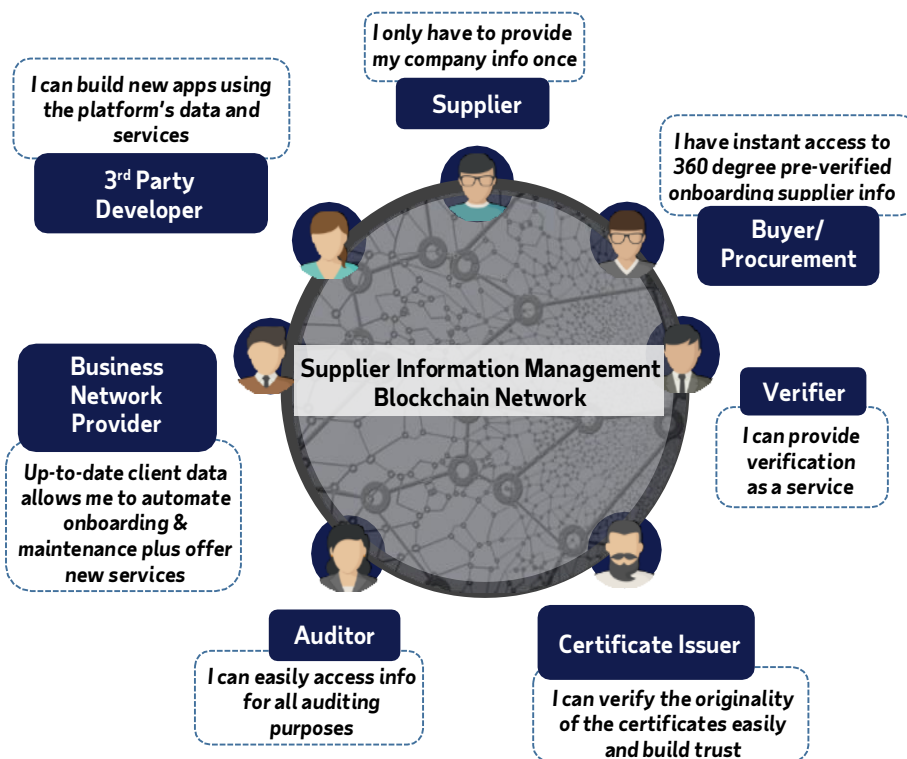 I only have to provide
my company info once
Supplier
I can build new apps using
the platform's data and
services
3rd Party
Developer
I have instant access to
360 degree pre-verified
onboarding supplier info
Buyer/
Procurement
Supplier Information Management
Blockchain Network
Business
Network
Provider
Up-to-date client data
allows me to automate
onboarding &
maintenance plus offer
new services
Verifier
I can provide
verification
as a service
Auditor
I can easily access info
for all auditing
purposes
Certificate Issuer
I can verify the originality
of the certificates easily
and build trust